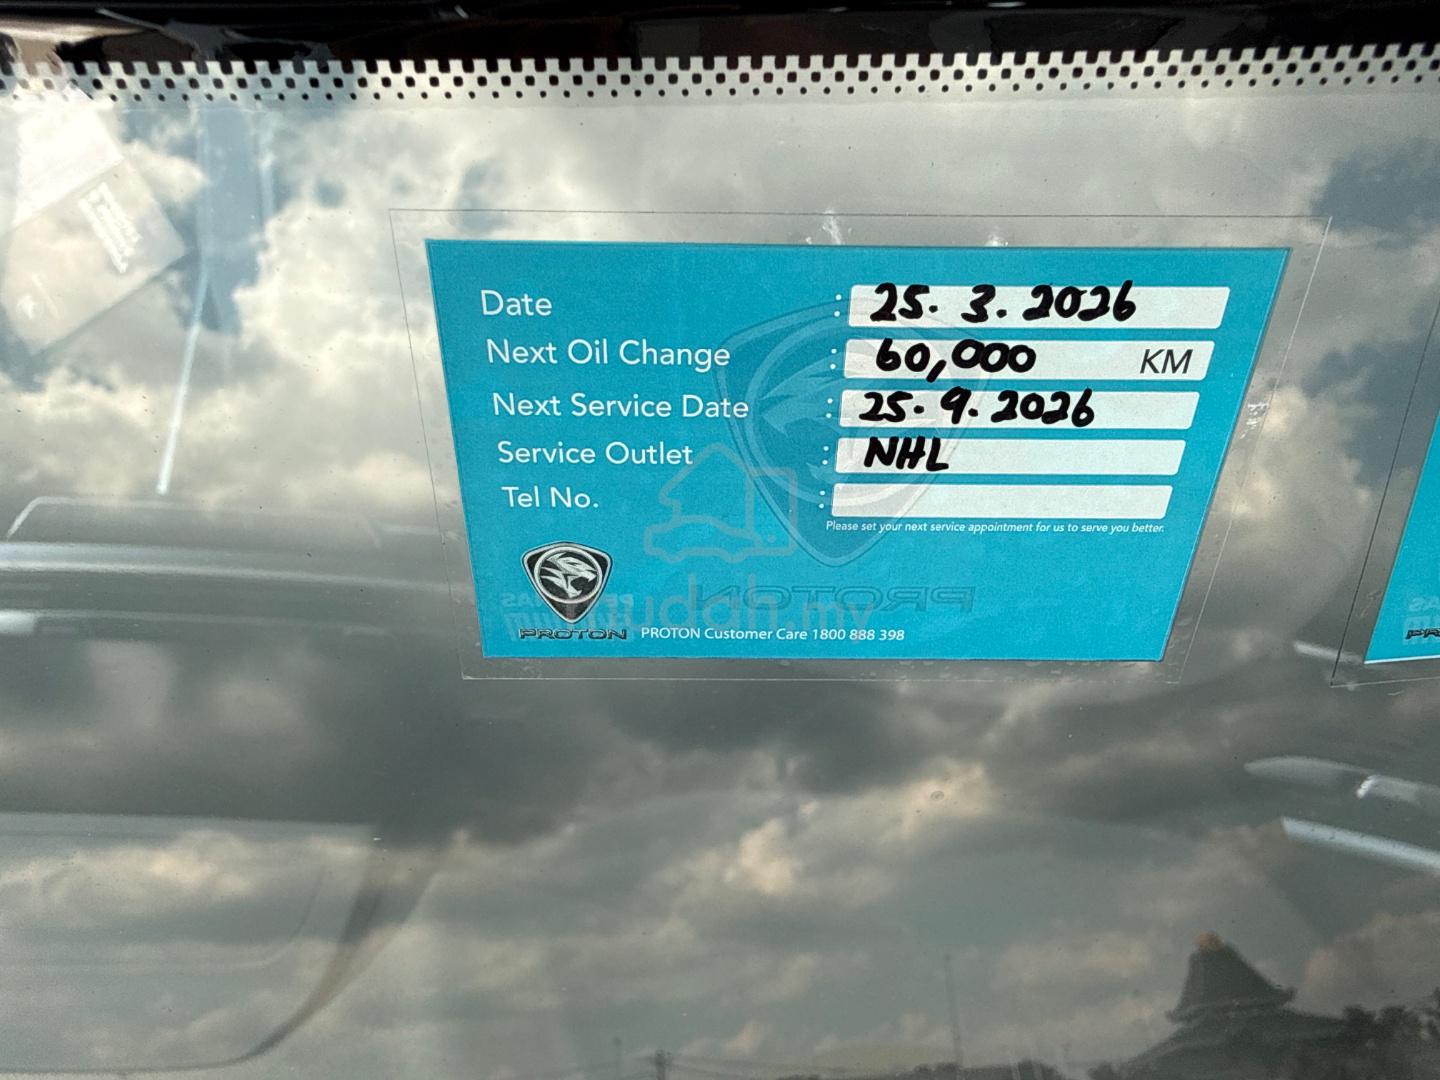 Date : 25. 3. 2026
Next Oil Change : 60,000 KM
Next Service Date : 25. 9. 2026
Service Outlet : NHL
Tel No. :
Please set your next service appointment for us to serve you better.
PROTON
mudah.my
PROTON PROTON Customer Care 1800 888 398